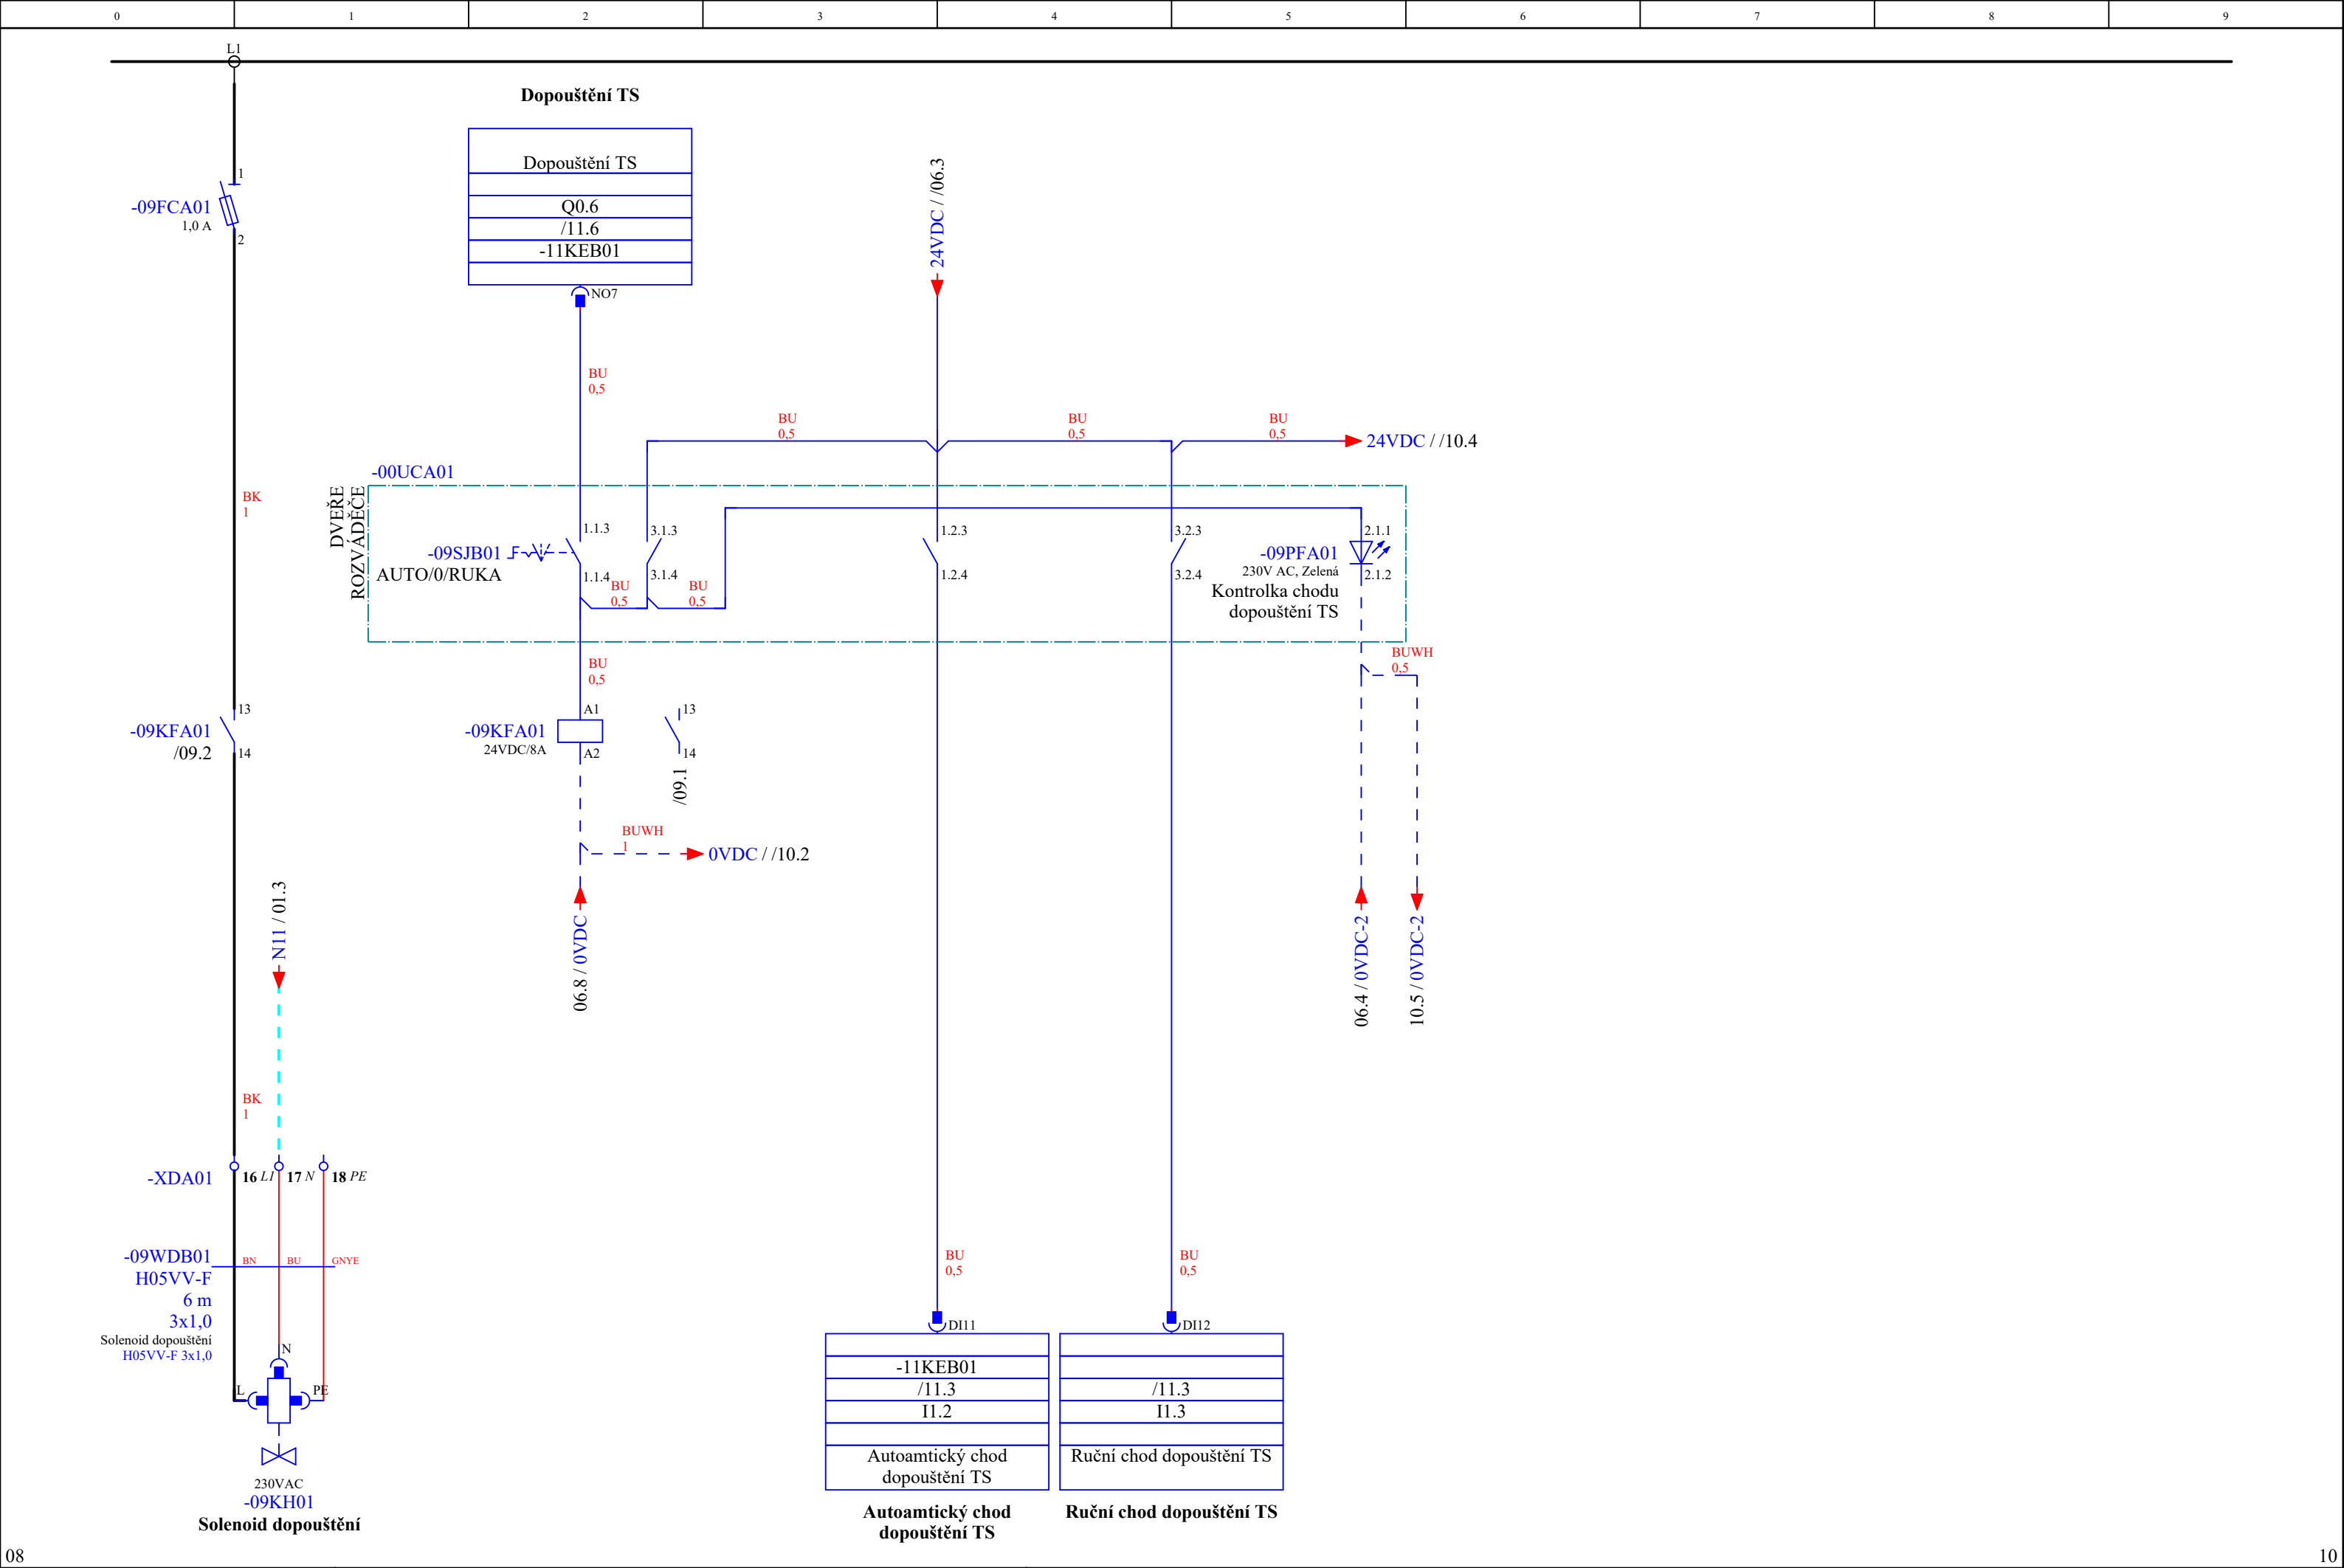 0 1 2 3 4 5 6 7 8 9
L1
Dopouštění TS
Dopouštění TS
Q0.6
/11.6
-11KEB01
NO7
24VDC / /06.3
1
-09FCA01
1,0 A
2
BU
0,5
BU
0,5
BU
0,5
BU
0,5
24VDC / /10.4
-00UCA01
DVEŘE
ROZVÁDĚČE
BK
1
1.1.3
3.1.3
1.2.3
3.2.3
2.1.1
-09SJB01
AUTO/0/RUKA
1.1.4
3.1.4
1.2.4
3.2.4
2.1.2
BU
0,5
BU
0,5
-09PFA01
230V AC, Zelená
Kontrolka chodu
dopouštění TS
BU
0,5
BUWH
0,5
13
-09KFA01
/09.2
14
A1
-09KFA01
24VDC/8A
A2
13
14
/09.1
BUWH
1
0VDC / /10.2
N11 / 01.3
06.8 / 0VDC
06.4 / 0VDC-2
10.5 / 0VDC-2
BK
1
-XDA01
16 L1 17 N 18 PE
-09WDB01
H05VV-F
6 m
3x1,0
Solenoid dopouštění
H05VV-F 3x1,0
BN BU GNYE
N
L
PE
230VAC
-09KH01
Solenoid dopouštění
BU
0,5
BU
0,5
DI11
-11KEB01
/11.3
I1.2
Autoamtický chod
dopouštění TS
Autoamtický chod
dopouštění TS
DI12
/11.3
I1.3
Ruční chod dopouštění TS
Ruční chod dopouštění TS
08
10